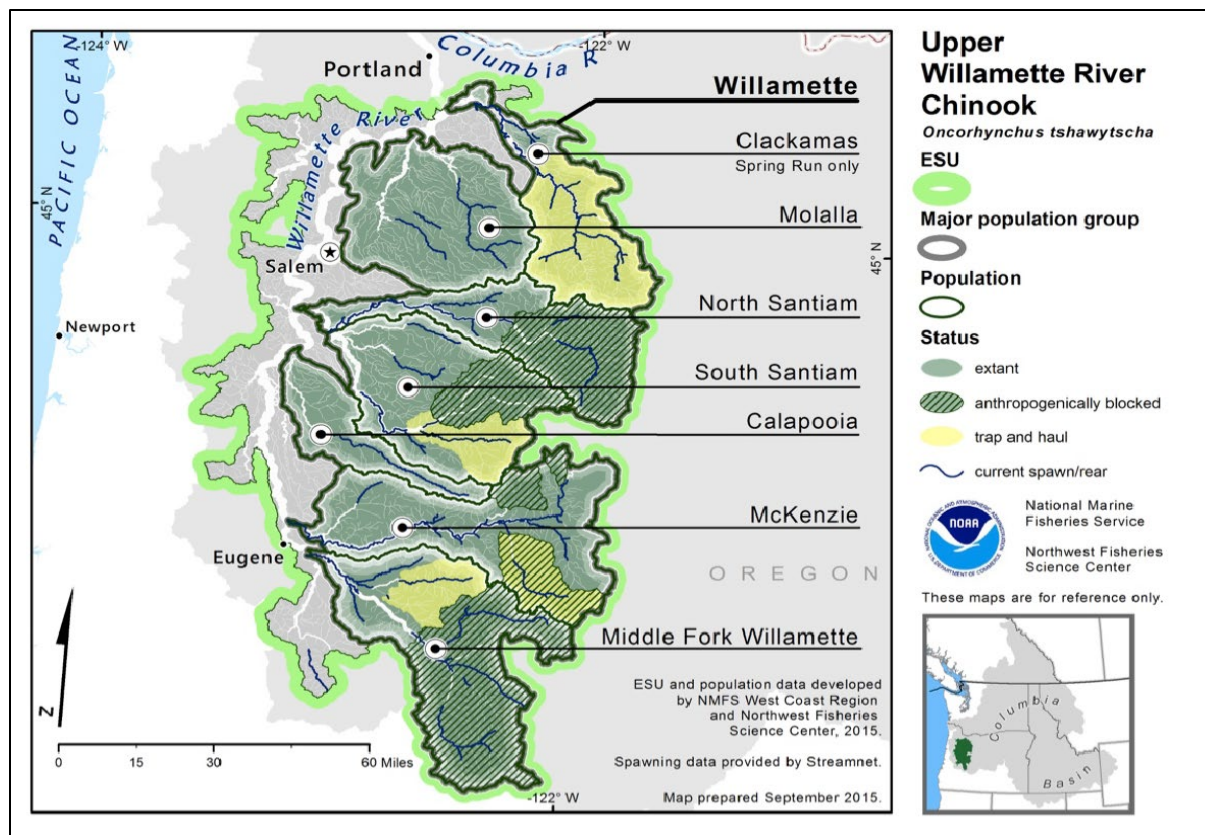 -124° W
-122° W
Columbia R
Portland
Willamette
Willamette River
Clackamas
Spring Run only
PACIFIC OCEAN
45° N
Molalla
Salem
45° N
North Santiam
Newport
South Santiam
Calapooia
McKenzie
Eugene
OREGON
Middle Fork Willamette
ESU and population data developed
by NMFS West Coast Region
and Northwest Fisheries
Science Center, 2015.
Spawning data provided by Streamnet.
Map prepared September 2015.
N
0 15 30 60 Miles
-122° W
Upper
Willamette River
Chinook
Oncorhynchus tshawytscha
ESU
Major population group
Population
Status
extant
anthropogenically blocked
trap and haul
current spawn/rear
NOAA
National Marine
Fisheries Service
Northwest Fisheries
Science Center
These maps are for reference only.
Columbia
Basin